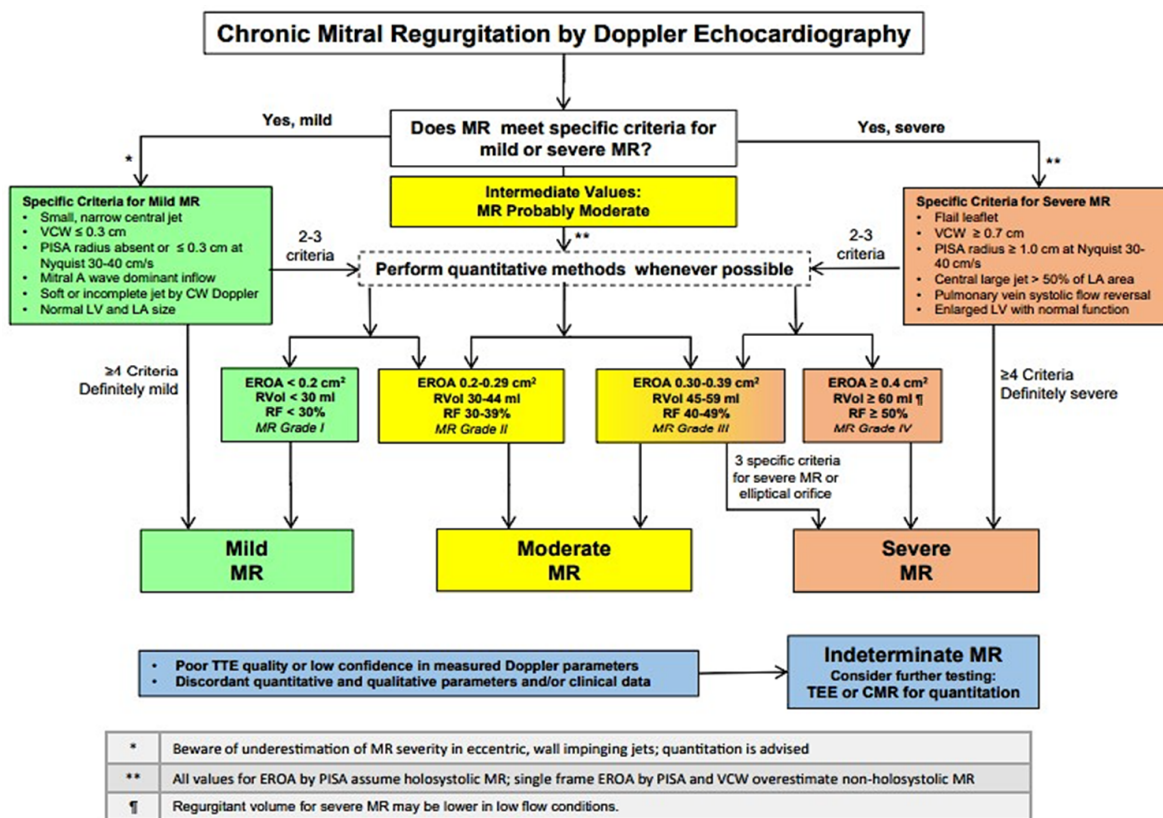 Chronic Mitral Regurgitation by Doppler Echocardiography
Yes, mild
Does MR meet specific criteria for
mild or severe MR?
Yes, severe
*
**
Specific Criteria for Mild MR
• Small, narrow central jet
• VCW ≤ 0.3 cm
• PISA radius absent or ≤ 0.3 cm at
Nyquist 30-40 cm/s
• Mitral A wave dominant inflow
• Soft or incomplete jet by CW Doppler
• Normal LV and LA size
Intermediate Values:
MR Probably Moderate
**
Specific Criteria for Severe MR
• Flail leaflet
• VCW ≥ 0.7 cm
• PISA radius ≥ 1.0 cm at Nyquist 30-
40 cm/s
• Central large jet > 50% of LA area
• Pulmonary vein systolic flow reversal
• Enlarged LV with normal function
2-3
criteria
Perform quantitative methods whenever possible
2-3
criteria
≥4 Criteria
Definitely mild
EROA < 0.2 cm²
RVol < 30 ml
RF < 30%
MR Grade I
EROA 0.2-0.29 cm²
RVol 30-44 ml
RF 30-39%
MR Grade II
EROA 0.30-0.39 cm²
RVol 45-59 ml
RF 40-49%
MR Grade III
EROA ≥ 0.4 cm²
RVol ≥ 60 ml ¶
RF ≥ 50%
MR Grade IV
≥4 Criteria
Definitely severe
3 specific criteria
for severe MR or
elliptical orifice
Mild
MR
Moderate
MR
Severe
MR
• Poor TTE quality or low confidence in measured Doppler parameters
• Discordant quantitative and qualitative parameters and/or clinical data
Indeterminate MR
Consider further testing:
TEE or CMR for quantitation
* Beware of underestimation of MR severity in eccentric, wall impinging jets; quantitation is advised
** All values for EROA by PISA assume holosystolic MR; single frame EROA by PISA and VCW overestimate non-holosystolic MR
¶ Regurgitant volume for severe MR may be lower in low flow conditions.